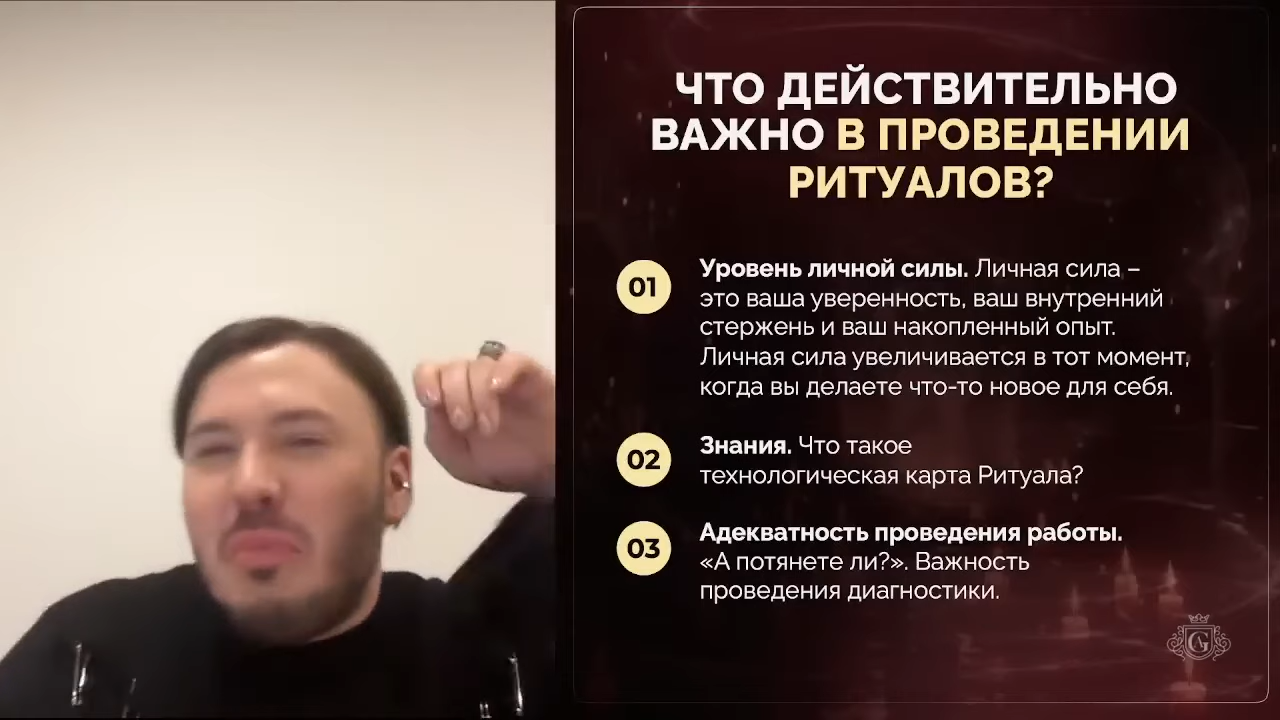 ЧТО ДЕЙСТВИТЕЛЬНО
ВАЖНО В ПРОВЕДЕНИИ
РИТУАЛОВ?
01
Уровень личной силы. Личная сила –
это ваша уверенность, ваш внутренний
стержень и ваш накопленный опыт.
Личная сила увеличивается в тот момент,
когда вы делаете что-то новое для себя.
02
Знания. Что такое
технологическая карта Ритуала?
03
Адекватность проведения работы.
«А потянете ли?». Важность
проведения диагностики.